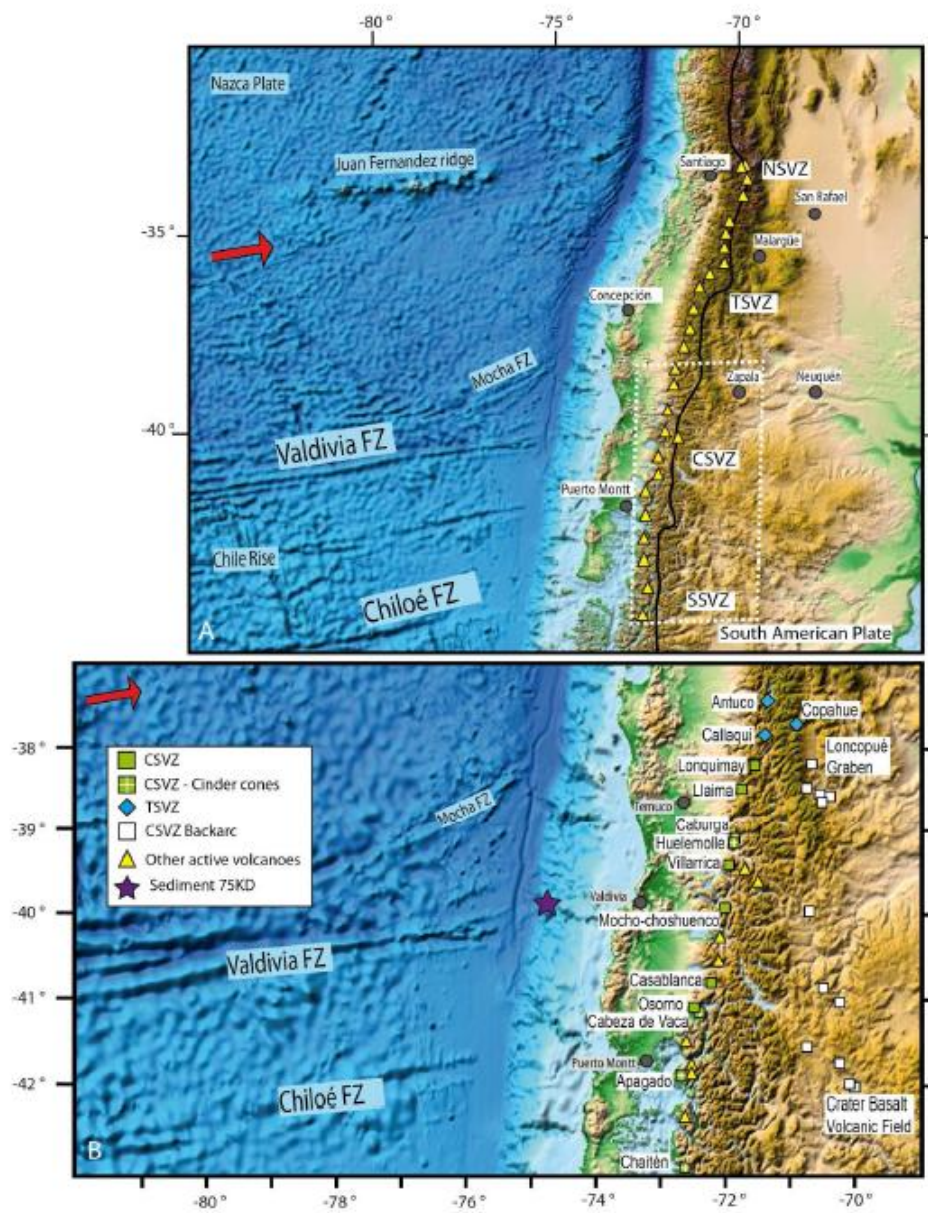 -80 °
-75 °
-70 °
Nazca Plate
Juan Fernandez ridge
Santiago
NSVZ
San Rafael
-35 °
Malargüe
Concepción
TSVZ
Mocha FZ
Zapala
Neuquén
-40 °
Valdivia FZ
CSVZ
Puerto Montt
Chile Rise
Chiloé FZ
SSVZ
A
South American Plate
Antuco
Copahue
-38 °
CSVZ
Callaqui
Loncopué
Graben
CSVZ - Cinder cones
Lonquimay
TSVZ
Llaima
Mocha FZ
Temuco
CSVZ Backarc
-39 °
Caburga
Other active volcanoes
Huelemolle
Sediment 75KD
Villarrica
-40 °
Valdivia
Mocho-choshuenco
Valdivia FZ
Casablanca
-41 °
Osorno
Cabeza de Vaca
Puerto Montt
-42 °
Chiloé FZ
Apagado
Crater Basalt
Volcanic Field
B
Chaitèn
-80 °
-78 °
-76 °
-74 °
-72 °
-70 °